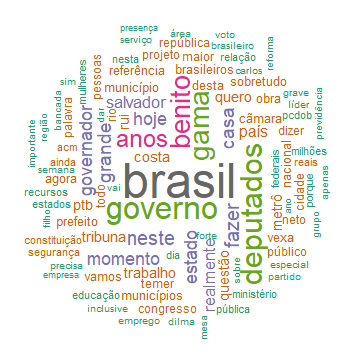 presença
serviço
área
voto
nesta
república
brasileiro
sim
pessoas
projeto
maior
relação
reforma
bancada
mulheres
referência
brasileiros
carlos
município
desta
sobretudo
grave
palavra
dar
rio
salvador
benito
gama
quero
obra
líder
pcdob
região
governador
rui
hoje
casa
câmara
previdência
importante
acm
grande
anos
país
dizer
milhões
ainda
costa
nacional
reais
semana
agora
todo
vai
brasil
deputados
federais
porque
apenas
recursos
cidade
estados
ptb
governo
fazer
metrô
ano
neto
grupo
filho
prefeito
forte
constituição
tribuna
neste
estado
realmente
questão
vexa
segurança
momento
dia
sobre
público
precisa
vamos
trabalho
especial
empresa
temer
partido
educação
municípios
ministério
inclusive
congresso
pública
emprego
dilma
mesa